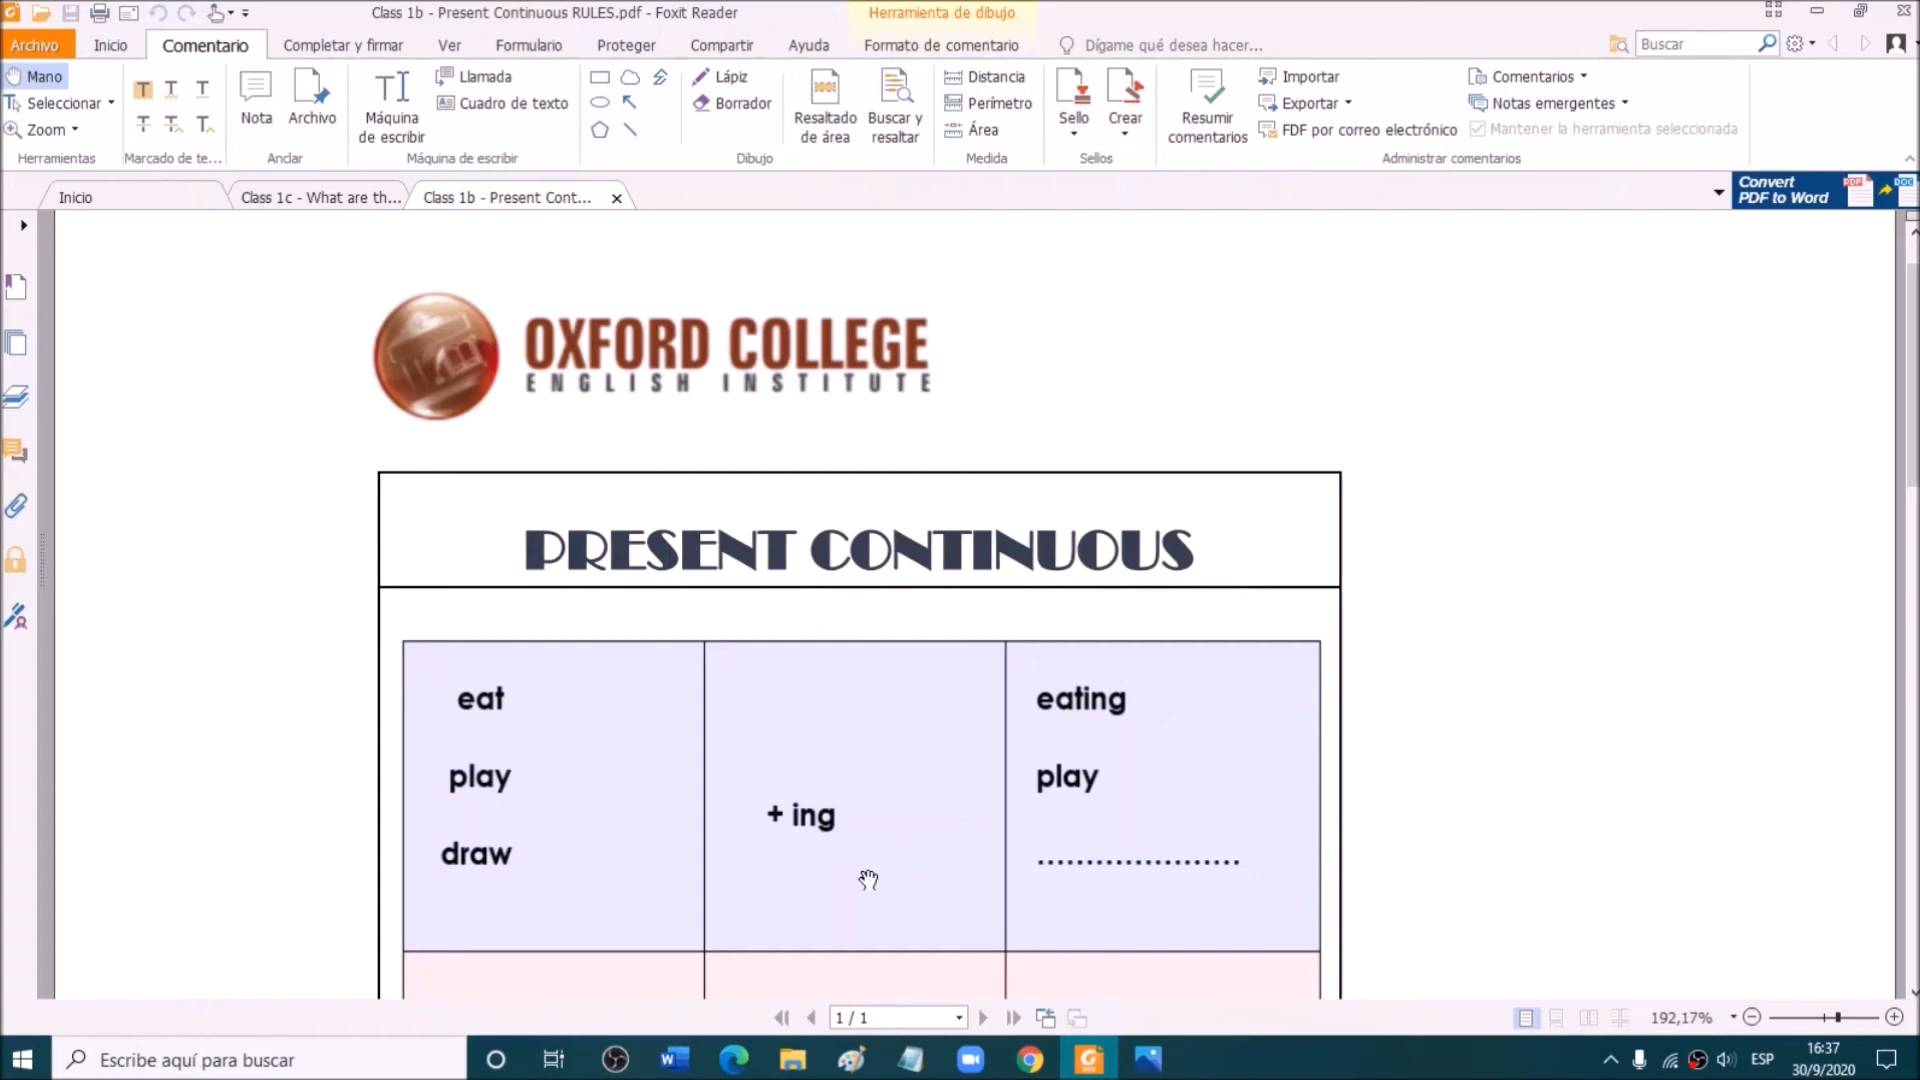 Class 1b - Present Continuous RULES.pdf - Foxit Reader
Herramienta de dibujo
Archivo Inicio Comentario Completar y firmar Ver Formulario Proteger Compartir Ayuda Formato de comentario Dígame qué desea hacer... Buscar
Mano
Seleccionar
Zoom
Herramientas
Marcado de te...
Nota Archivo
Anclar
Máquina de escribir
Llamada
Cuadro de texto
Máquina de escribir
Lápiz
Borrador
Resaltado de área
Buscar y resaltar
Dibujo
Distancia
Perímetro
Área
Medida
Sello Crear
Sellos
Resumir comentarios
Importar
Exportar
FDF por correo electrónico
Comentarios
Notas emergentes
Mantener la herramienta seleccionada
Administrar comentarios
Inicio Class 1c - What are th... Class 1b - Present Cont...
Convert
PDF to Word
PDF DOC
OXFORD COLLEGE
ENGLISH INSTITUTE
PRESENT CONTINUOUS
eat eating
play play
+ ing
draw .....................
1 / 1
192,17%
Escribe aquí para buscar
ESP
16:37
30/9/2020